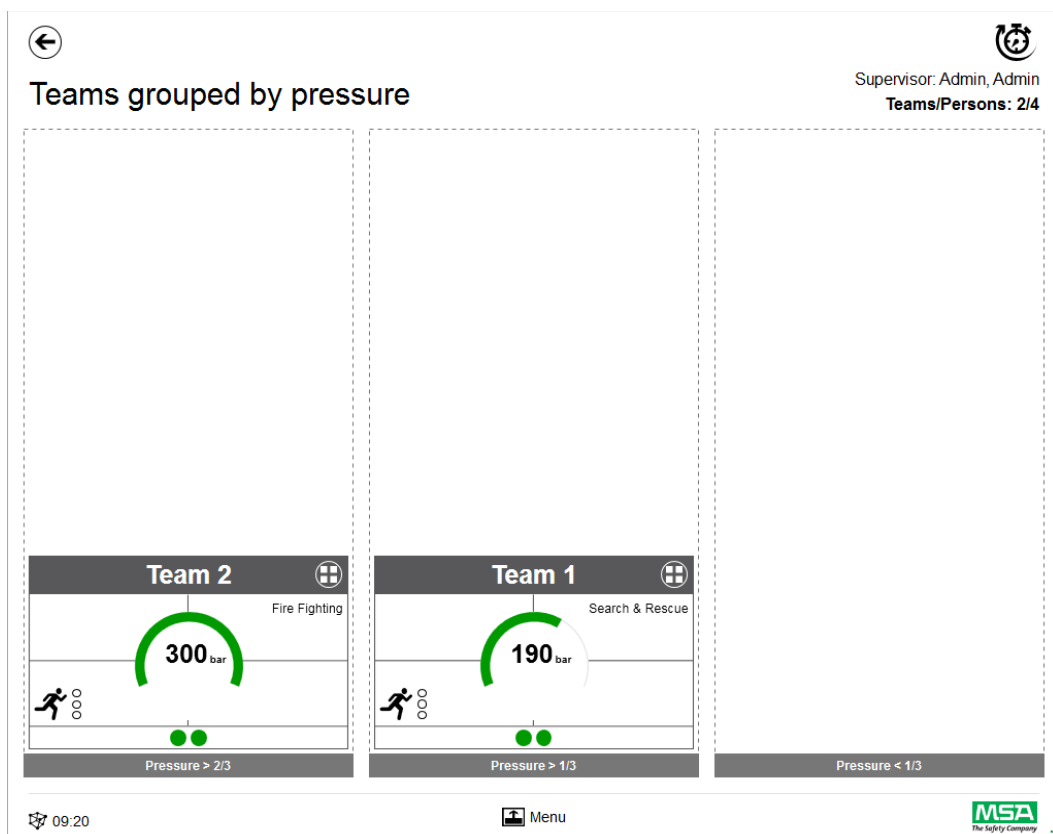 Supervisor: Admin, Admin
Teams grouped by pressure
Teams/Persons: 2/4
Team 2
Fire Fighting
300 bar
Pressure > 2/3
Team 1
Search & Rescue
190 bar
Pressure > 1/3
Pressure < 1/3
09:20
Menu
MSA
The Safety Company